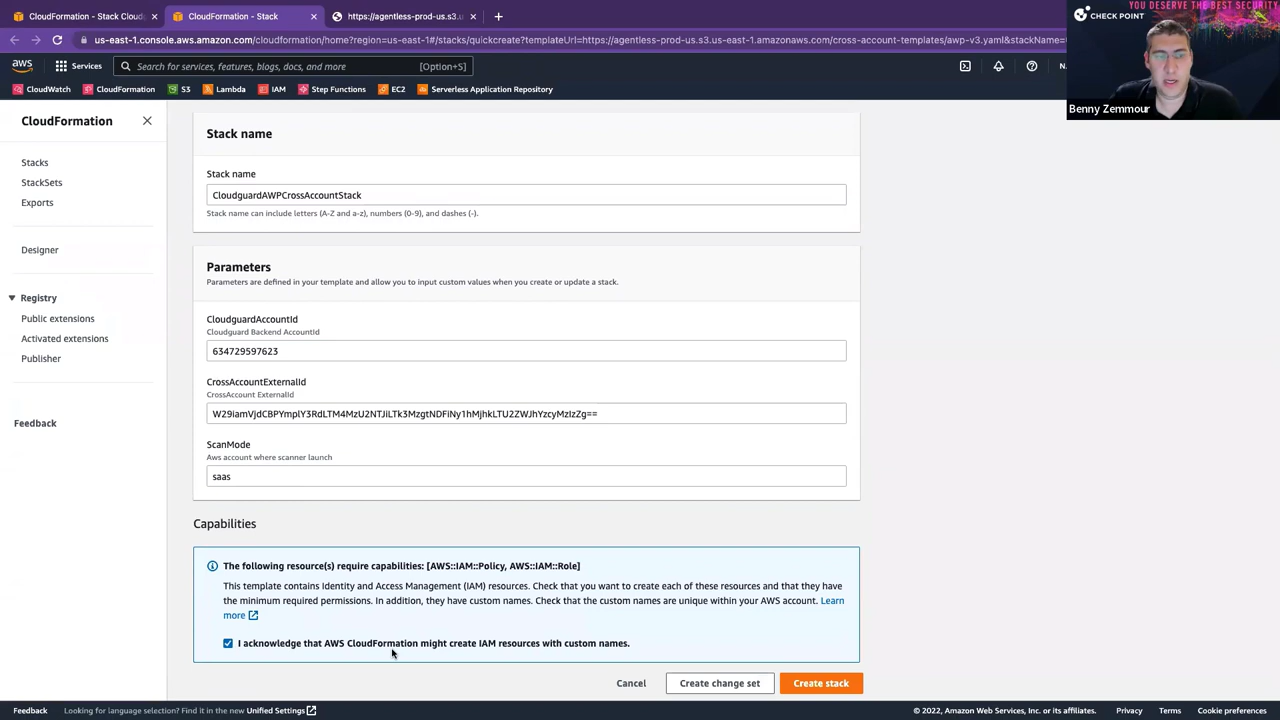 CloudFormation - Stack Cloud
CloudFormation - Stack
https://agentless-prod-us.s3.u
us-east-1.console.aws.amazon.com/cloudformation/home?region=us-east-1#/stacks/quickcreate?templateUrl=https://agentless-prod-us.s3.us-east-1.amazonaws.com/cross-account-templates/awp-v3.yaml&stackName=
YOU DESERVE THE BEST SECURITY
CHECK POINT
Benny Zemmour
aws
Services
Search for services, features, blogs, docs, and more
[Option+S]
CloudWatch
CloudFormation
S3
Lambda
IAM
Step Functions
EC2
Serverless Application Repository
CloudFormation
Stacks
StackSets
Exports
Designer
Registry
Public extensions
Activated extensions
Publisher
Feedback
Stack name
Stack name
CloudguardAWPCrossAccountStack
Stack name can include letters (A-Z and a-z), numbers (0-9), and dashes (-).
Parameters
Parameters are defined in your template and allow you to input custom values when you create or update a stack.
CloudguardAccountId
Cloudguard Backend AccountId
634729597623
CrossAccountExternalId
CrossAccount ExternalId
ScanMode
Aws account where scanner launch
saas
Capabilities
The following resource(s) require capabilities: [AWS::IAM::Policy, AWS::IAM::Role]
This template contains Identity and Access Management (IAM) resources. Check that you want to create each of these resources and that they have
the minimum required permissions. In addition, they have custom names. Check that the custom names are unique within your AWS account. Learn
more
I acknowledge that AWS CloudFormation might create IAM resources with custom names.
Cancel
Create change set
Create stack
Feedback
Looking for language selection? Find it in the new Unified Settings
© 2022, Amazon Web Services, Inc. or its affiliates.
Privacy
Terms
Cookie preferences